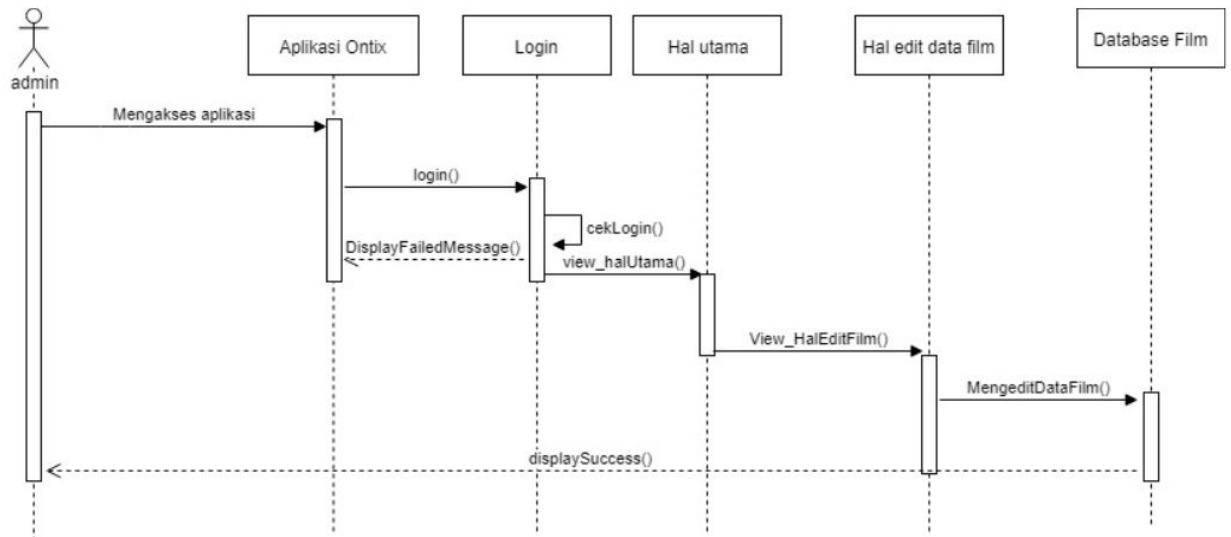 admin
Aplikasi Ontix
Login
Hal utama
Hal edit data film
Database Film
Mengakses aplikasi
login()
cekLogin()
DisplayFailedMessage()
view_halUtama()
View_HalEditFilm()
MengeditDataFilm()
displaySuccess()